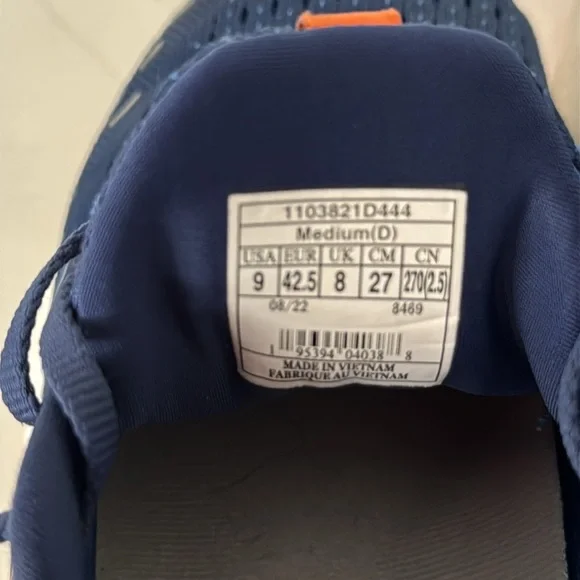 1103821D444
Medium(D)
USA EUR UK CM CN
9 42.5 8 27 270(2.5)
08/22 8469
1 95394 04038 8
MADE IN VIETNAM
FABRIQUE AU VIETNAM